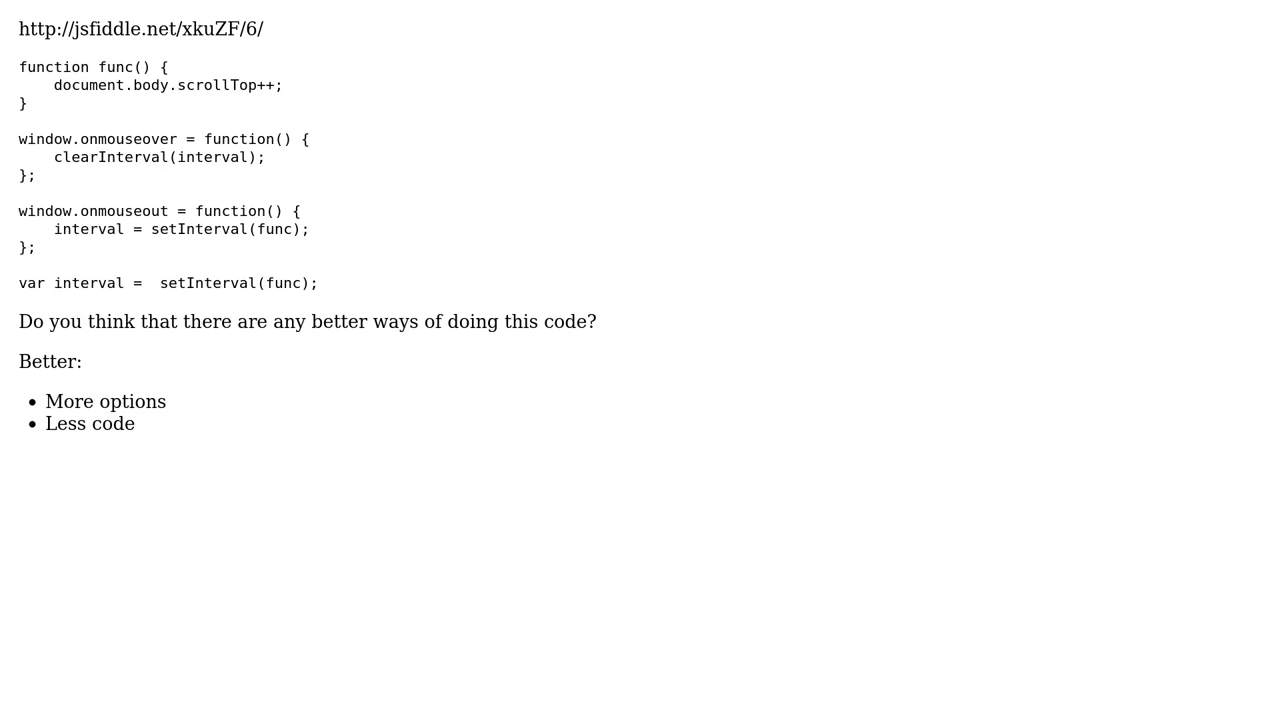 http://jsfiddle.net/xkuZF/6/
function func() {
    document.body.scrollTop++;
}
window.onmouseover = function() {
    clearInterval(interval);
};
window.onmouseout = function() {
    interval = setInterval(func);
};
var interval =  setInterval(func);
Do you think that there are any better ways of doing this code?
Better:
• More options
• Less code